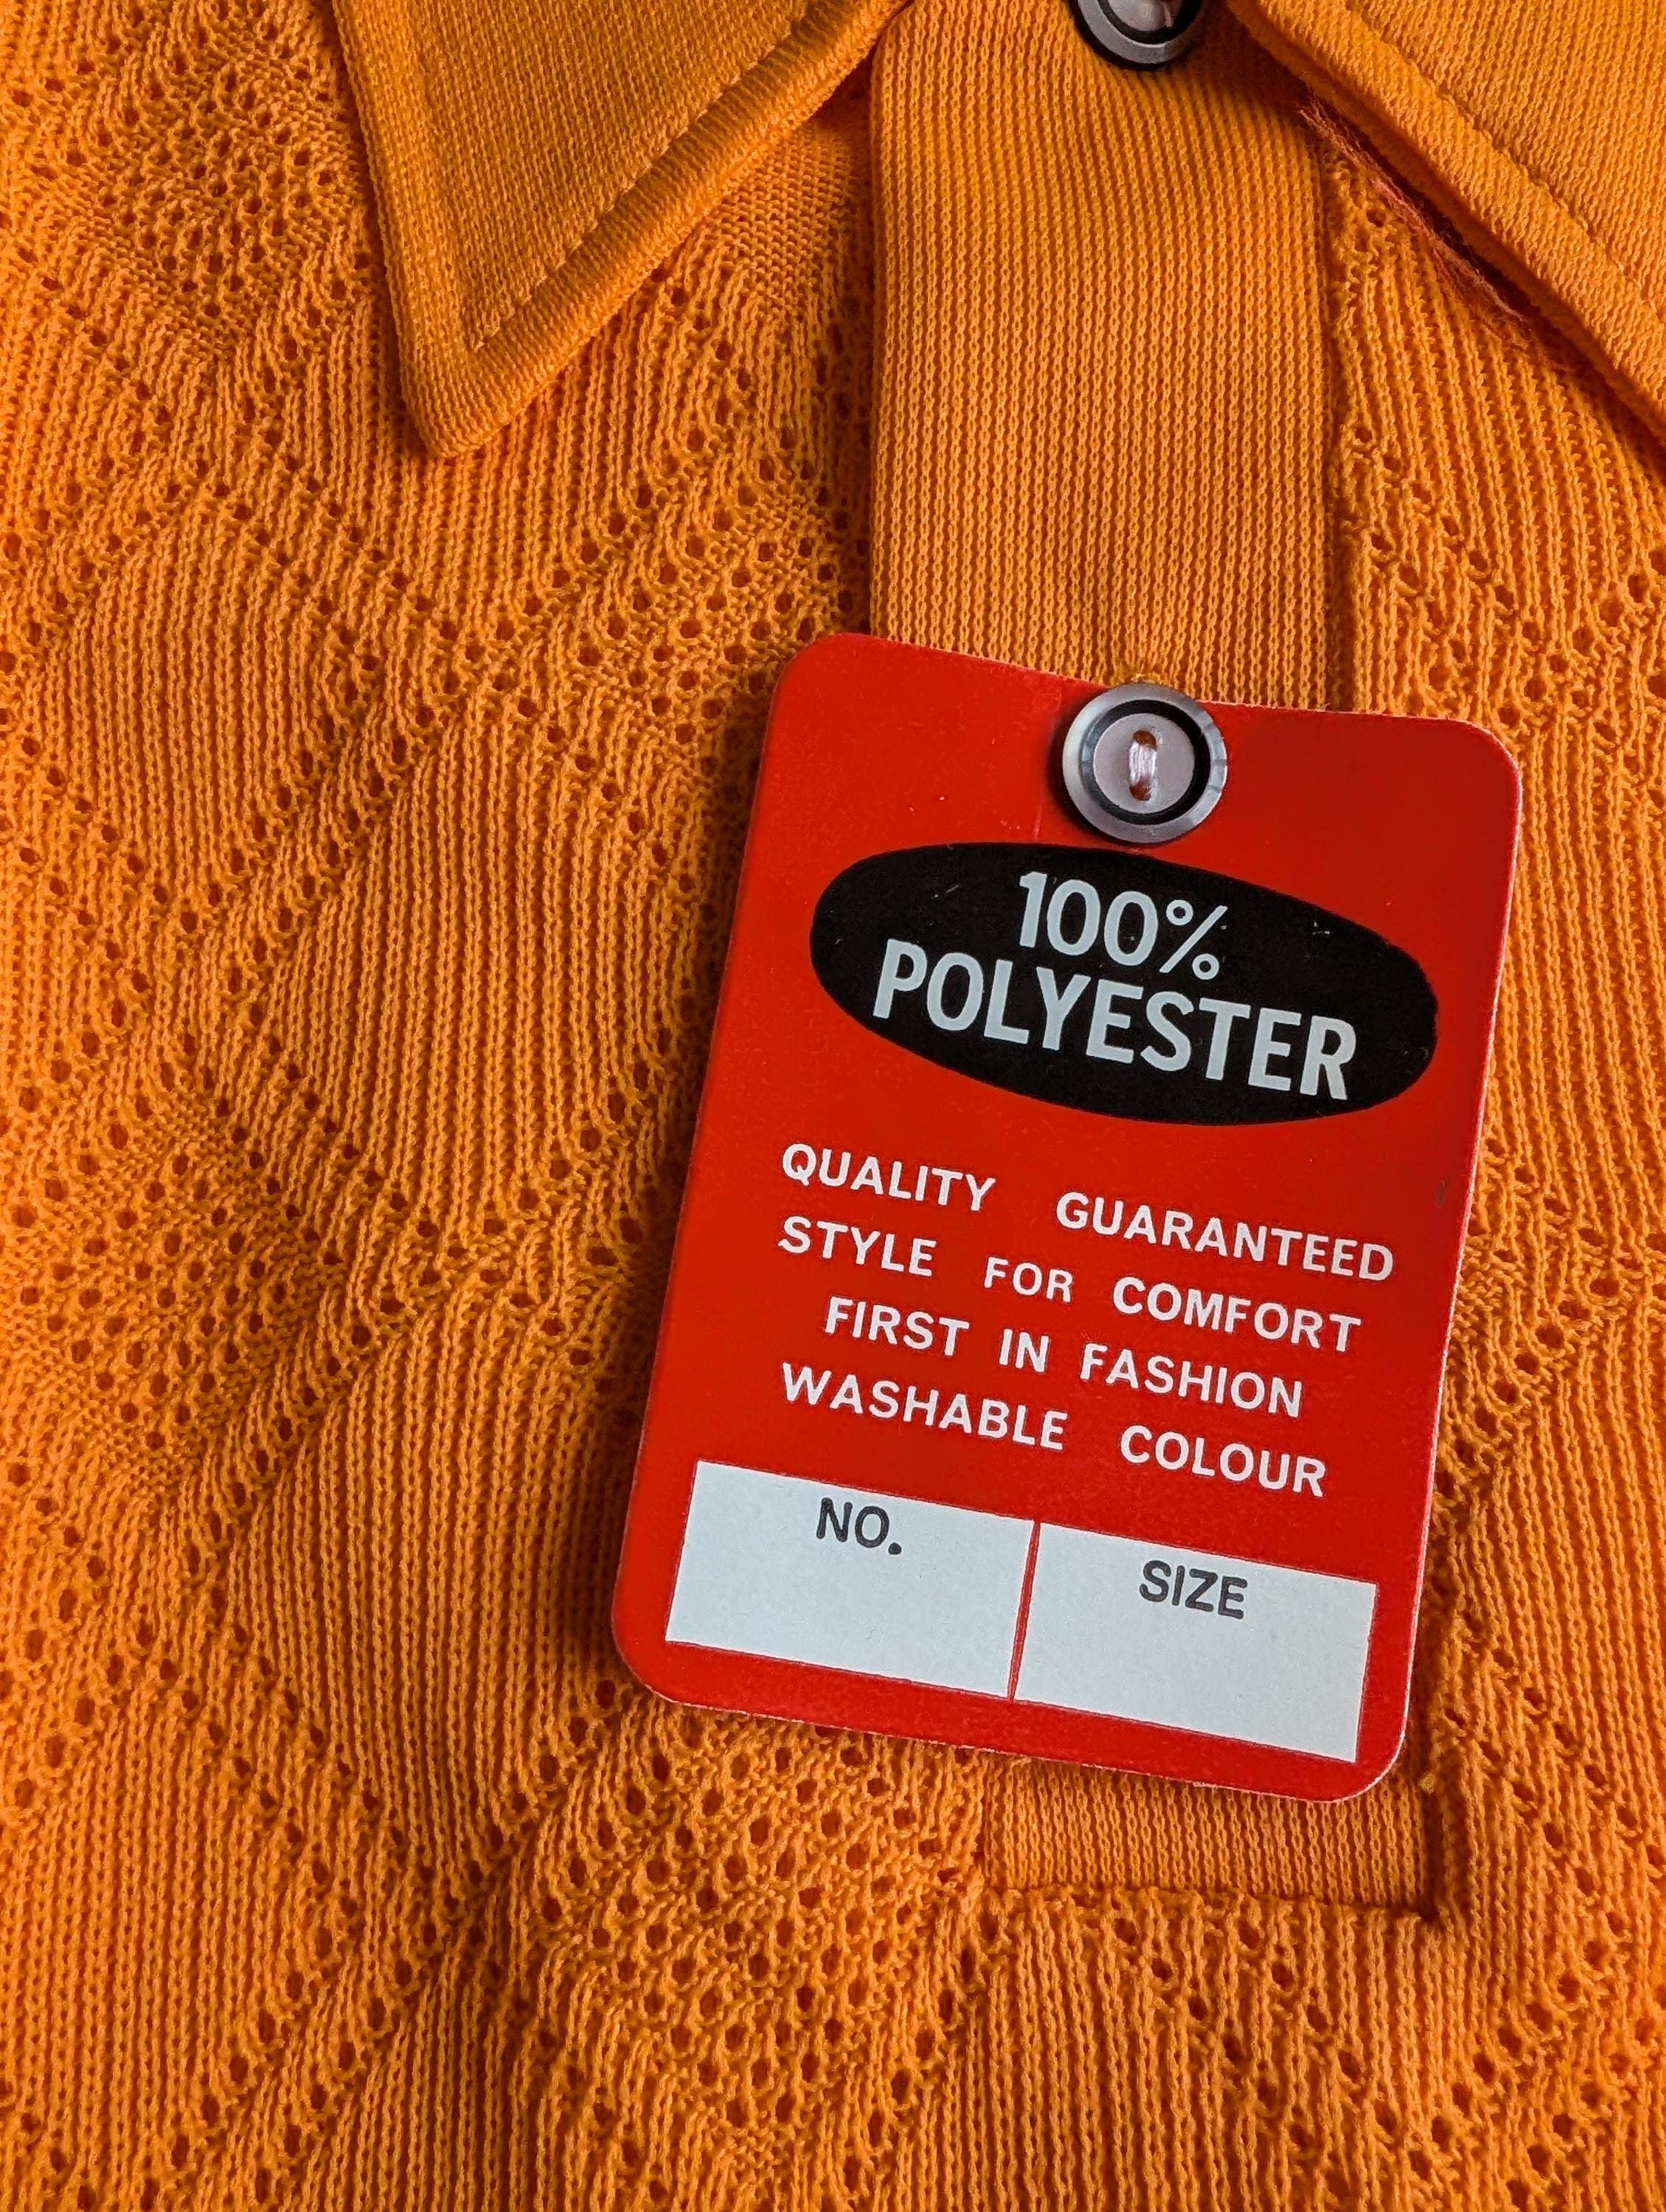 100%
POLYESTER
QUALITY GUARANTEED
STYLE FOR COMFORT
FIRST IN FASHION
WASHABLE COLOUR
NO.
SIZE